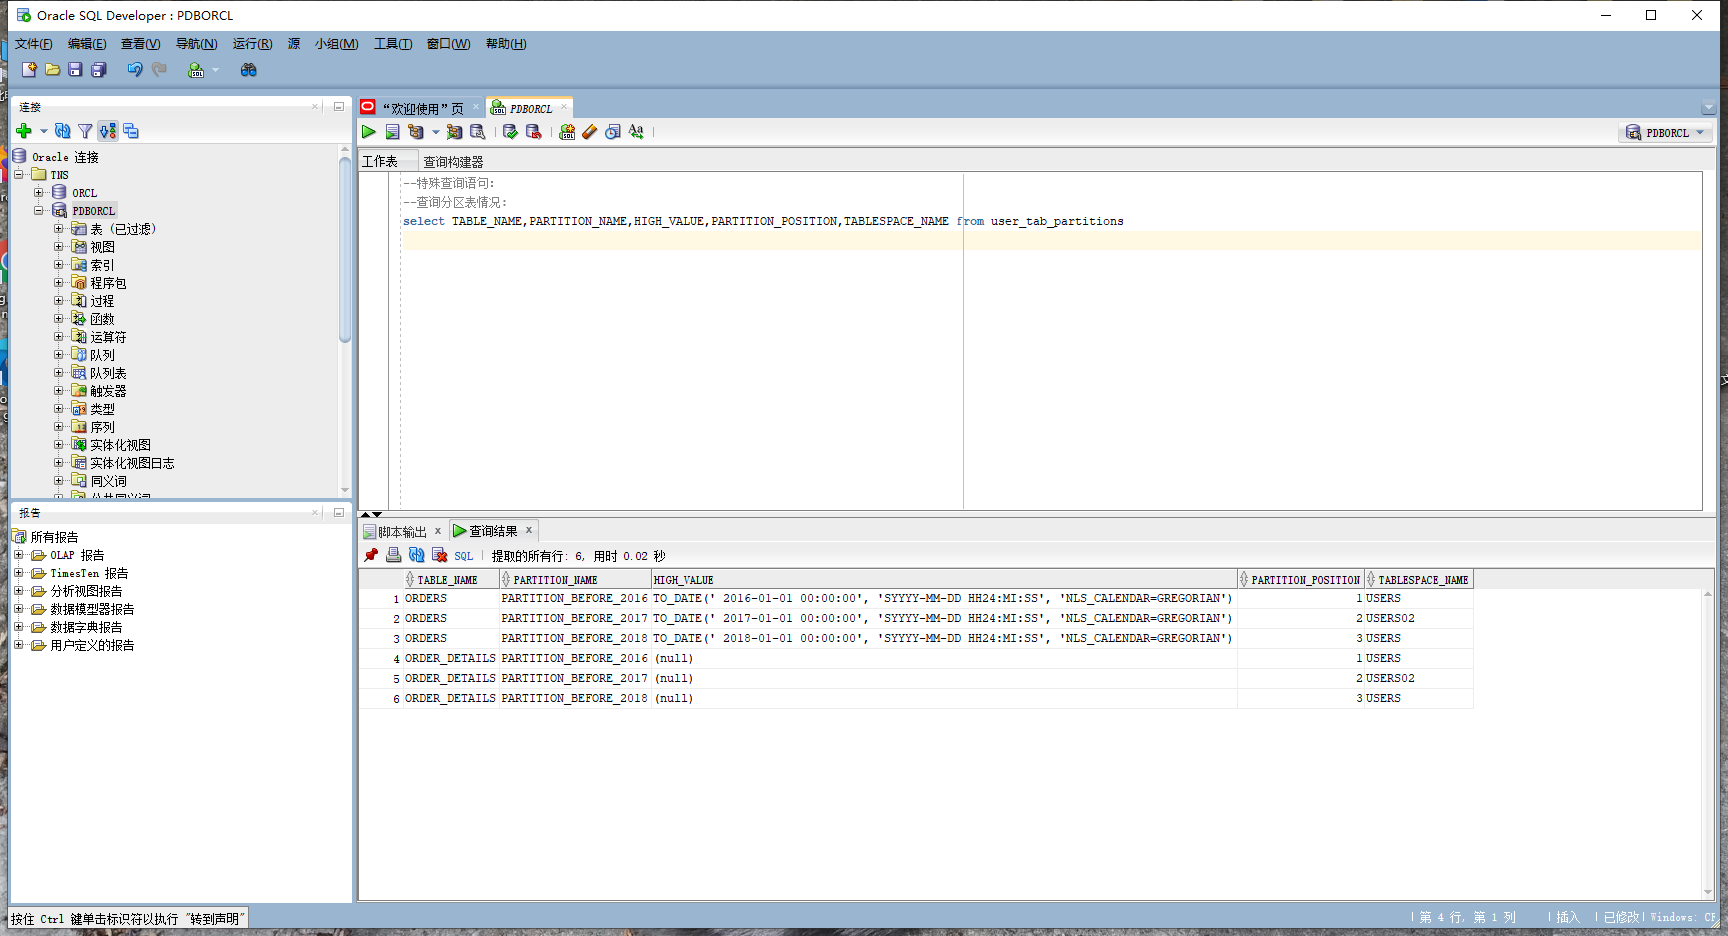 Oracle SQL Developer : PDBORCL
文件(F) 编辑(E) 查看(V) 导航(N) 运行(R) 源 小组(M) 工具(T) 窗口(W) 帮助(H)
连接
Oracle 连接
TNS
ORCL
PDBORCL
表 (已过滤)
视图
索引
程序包
过程
函数
运算符
队列
队列表
触发器
类型
序列
实体化视图
实体化视图日志
同义词
公共同义词
报告
所有报告
OLAP 报告
TimesTen 报告
分析视图报告
数据模型器报告
数据字典报告
用户定义的报告
“欢迎使用”页 PDBORCL
Aa
PDBORCL
工作表 查询构建器
--特殊查询语句:
--查询分区表情况:
select TABLE_NAME,PARTITION_NAME,HIGH_VALUE,PARTITION_POSITION,TABLESPACE_NAME from user_tab_partitions
脚本输出 查询结果
SQL 提取的所有行: 6, 用时 0.02 秒
TABLE_NAME PARTITION_NAME HIGH_VALUE PARTITION_POSITION TABLESPACE_NAME
1 ORDERS PARTITION_BEFORE_2016 TO_DATE(' 2016-01-01 00:00:00', 'SYYYY-MM-DD HH24:MI:SS', 'NLS_CALENDAR=GREGORIAN') 1 USERS
2 ORDERS PARTITION_BEFORE_2017 TO_DATE(' 2017-01-01 00:00:00', 'SYYYY-MM-DD HH24:MI:SS', 'NLS_CALENDAR=GREGORIAN') 2 USERS02
3 ORDERS PARTITION_BEFORE_2018 TO_DATE(' 2018-01-01 00:00:00', 'SYYYY-MM-DD HH24:MI:SS', 'NLS_CALENDAR=GREGORIAN') 3 USERS
4 ORDER_DETAILS PARTITION_BEFORE_2016 (null) 1 USERS
5 ORDER_DETAILS PARTITION_BEFORE_2017 (null) 2 USERS02
6 ORDER_DETAILS PARTITION_BEFORE_2018 (null) 3 USERS
按住 Ctrl 键单击标识符以执行 "转到声明"
第 4 行, 第 1 列 插入 已修改 Windows: CF